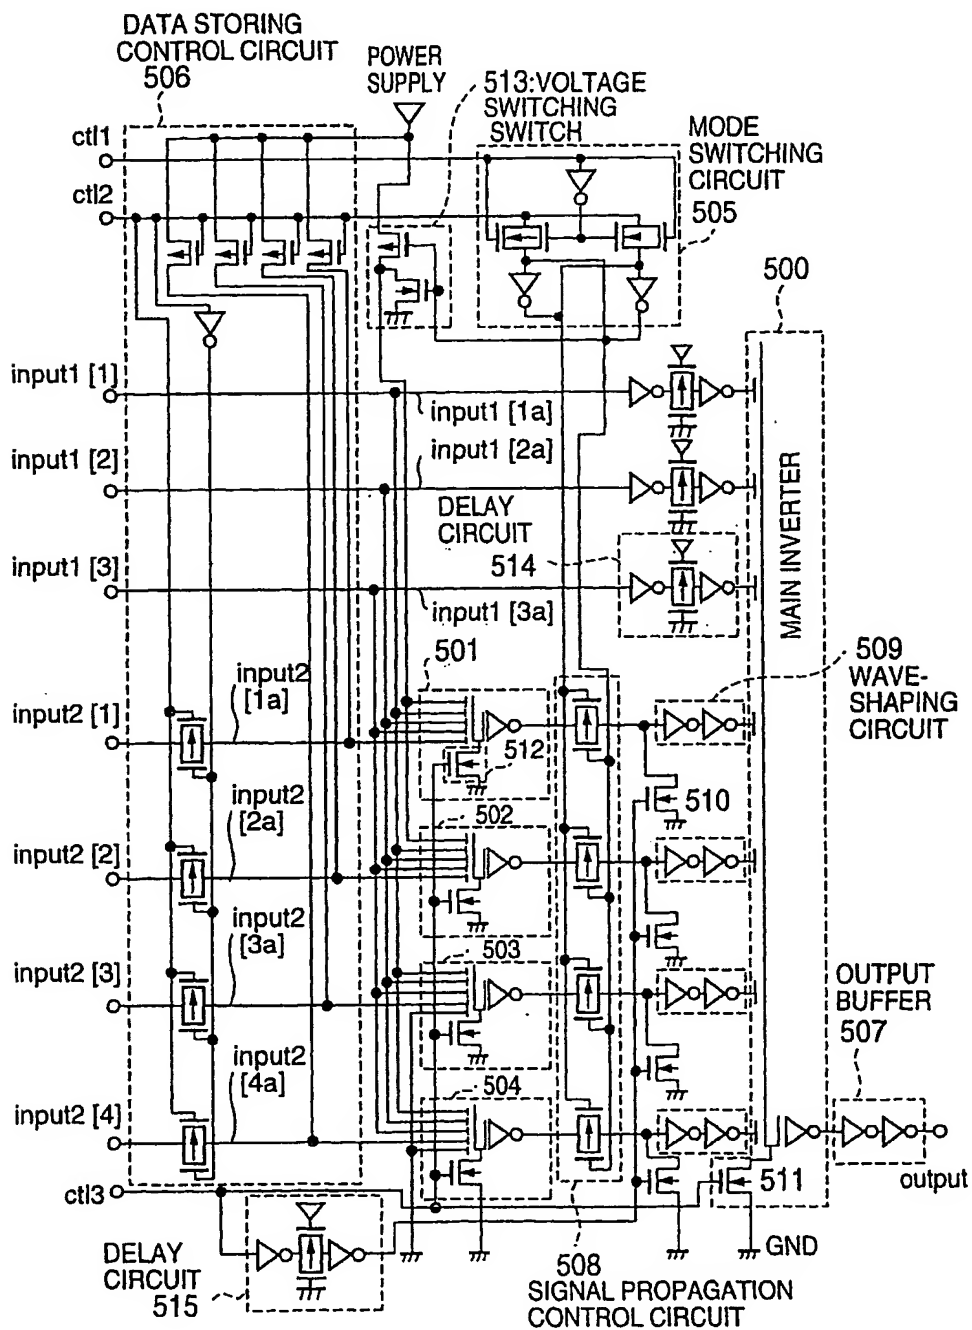 DATA STORING
CONTROL CIRCUIT
506
POWER
SUPPLY
513:VOLTAGE
SWITCHING
SWITCH
MODE
SWITCHING
CIRCUIT
505
ctl1
ctl2
500
input1 [1]
input1 [1a]
input1 [2]
input1 [2a]
DELAY
CIRCUIT
514
input1 [3]
input1 [3a]
MAIN INVERTER
501
509
WAVE-
SHAPING
CIRCUIT
input2
[1a]
input2 [1]
512
510
input2
[2a]
502
input2 [2]
input2
[3a]
503
input2 [3]
OUTPUT
BUFFER
507
input2
[4a]
504
input2 [4]
511
output
ctl3
DELAY
CIRCUIT
515
508
SIGNAL PROPAGATION
CONTROL CIRCUIT
GND